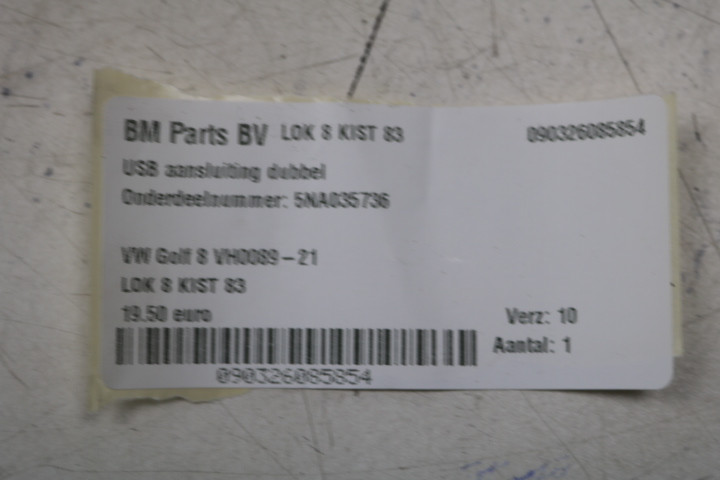 BM Parts BV LOK 8 KIST 83 090326085854
USB aansluiting dubbel
Onderdeelnummer: 5NA035736
VW Golf 8 VH0089-21
LOK 8 KIST 83
19.50 euro Verz: 10
Aantal: 1
090326085854